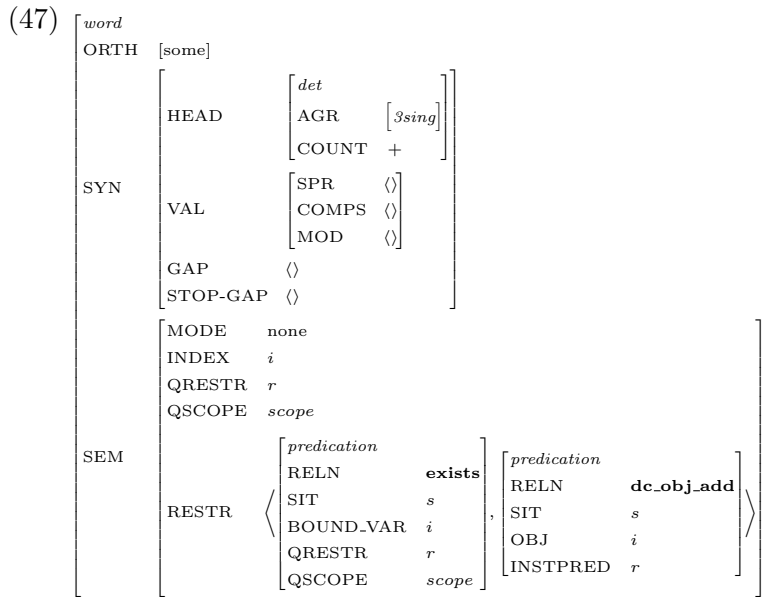 (47)
word
ORTH [some]
SYN
HEAD
det
AGR [3sing]
COUNT +
VAL
SPR ⟨⟩
COMPS ⟨⟩
MOD ⟨⟩
GAP ⟨⟩
STOP-GAP ⟨⟩
SEM
MODE none
INDEX i
QRESTR r
QSCOPE scope
RESTR
⟨
predication
RELN exists
SIT s
BOUND_VAR i
QRESTR r
QSCOPE scope
,
predication
RELN dc_obj_add
SIT s
OBJ i
INSTPRED r
⟩